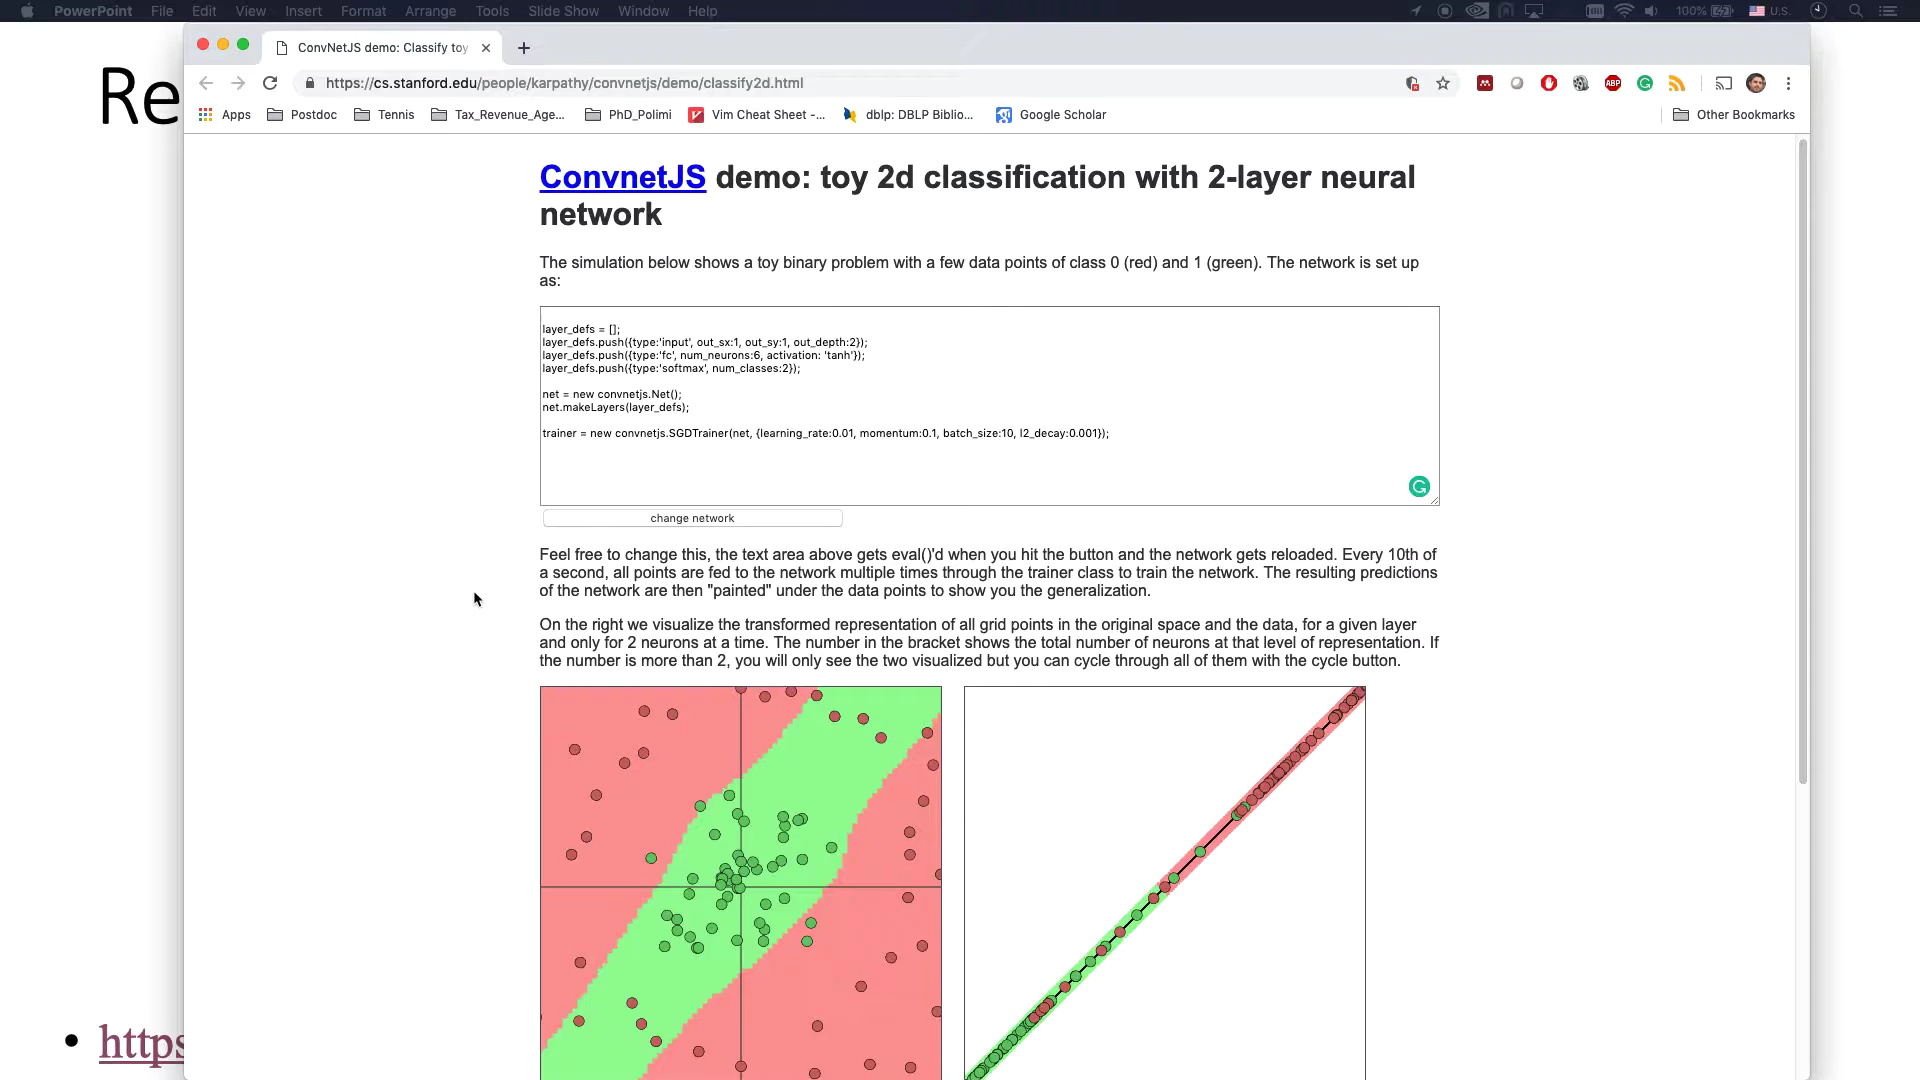 PowerPoint File Edit View Insert Format Arrange Tools Slide Show Window Help 100% U.S.
Re
ConvNetJS demo: Classify toy
https://cs.stanford.edu/people/karpathy/convnetjs/demo/classify2d.html
ABP
Apps Postdoc Tennis Tax_Revenue_Age... PhD_Polimi Vim Cheat Sheet -... dblp: DBLP Biblio... Google Scholar Other Bookmarks
ConvnetJS demo: toy 2d classification with 2-layer neural
network
The simulation below shows a toy binary problem with a few data points of class 0 (red) and 1 (green). The network is set up
as:
layer_defs = [];
layer_defs.push({type:'input', out_sx:1, out_sy:1, out_depth:2});
layer_defs.push({type:'fc', num_neurons:6, activation: 'tanh'});
layer_defs.push({type:'softmax', num_classes:2});
net = new convnetjs.Net();
net.makeLayers(layer_defs);
trainer = new convnetjs.SGDTrainer(net, {learning_rate:0.01, momentum:0.1, batch_size:10, l2_decay:0.001});
change network
Feel free to change this, the text area above gets eval()'d when you hit the button and the network gets reloaded. Every 10th of
a second, all points are fed to the network multiple times through the trainer class to train the network. The resulting predictions
of the network are then "painted" under the data points to show you the generalization.
On the right we visualize the transformed representation of all grid points in the original space and the data, for a given layer
and only for 2 neurons at a time. The number in the bracket shows the total number of neurons at that level of representation. If
the number is more than 2, you will only see the two visualized but you can cycle through all of them with the cycle button.
• https